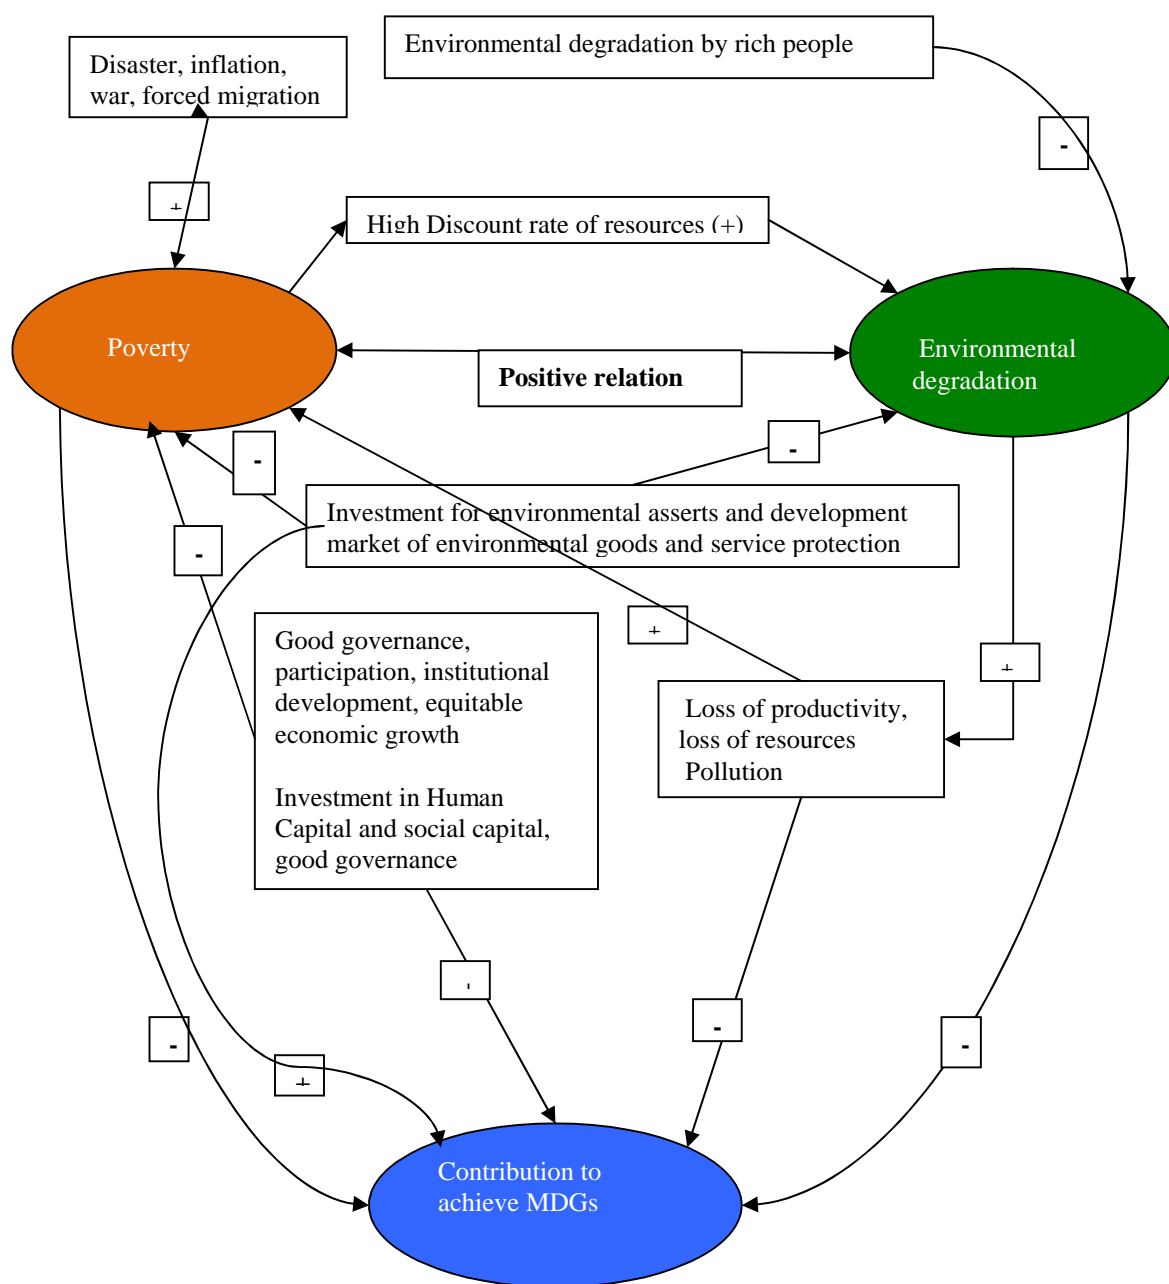 Environmental degradation by rich people
Disaster, inflation,
war, forced migration
-
+
High Discount rate of resources (+)
Poverty
Environmental
degradation
Positive relation
-
-
-
Investment for environmental asserts and development
market of environmental goods and service protection
+
+
Good governance,
participation, institutional
development, equitable
economic growth
Investment in Human
Capital and social capital,
good governance
Loss of productivity,
loss of resources
Pollution
-
-
-
+
Contribution to
achieve MDGs